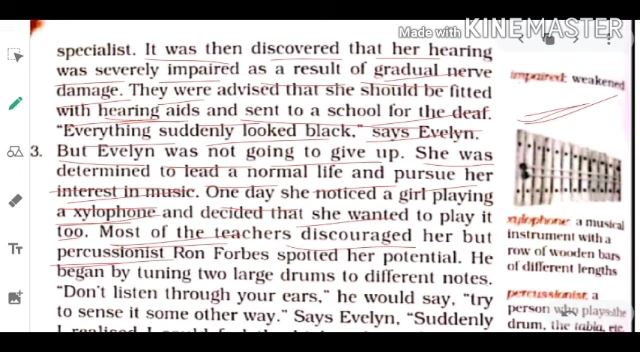 Made with KINEMASTER
specialist. It was then discovered that her hearing
was severely impaired as a result of gradual nerve
damage. They were advised that she should be fitted
with hearing aids and sent to a school for the deaf.
“Everything suddenly looked black,” says Evelyn.
3. But Evelyn was not going to give up. She was
determined to lead a normal life and pursue her
interest in music. One day she noticed a girl playing
a xylophone and decided that she wanted to play it
too. Most of the teachers discouraged her but
percussionist Ron Forbes spotted her potential. He
began by tuning two large drums to different notes.
“Don't listen through your ears,” he would say, “try
to sense it some other way.” Says Evelyn, “Suddenly
I realised I could feel the
impaired: weakened
xylophone: a musical
instrument with a
row of wooden bars
of different lengths
percussionist: a
person who plays the
drum, the tabla, etc.
Tт